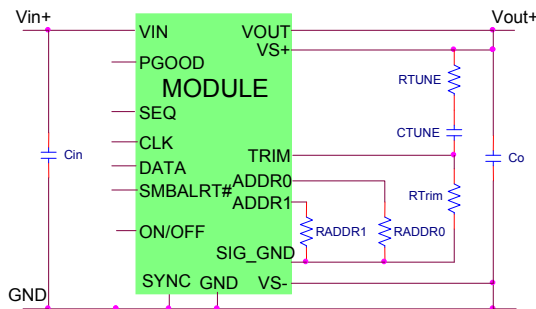 Vin+
Vout+
VIN
VOUT
VS+
PGOOD
RTUNE
MODULE
SEQ
CTUNE
CLK
Cin
TRIM
Co
DATA
ADDR0
SMBALRT#
RTrim
ADDR1
ON/OFF
RADDR1
RADDR0
SIG_GND
SYNC
GND
VS-
GND